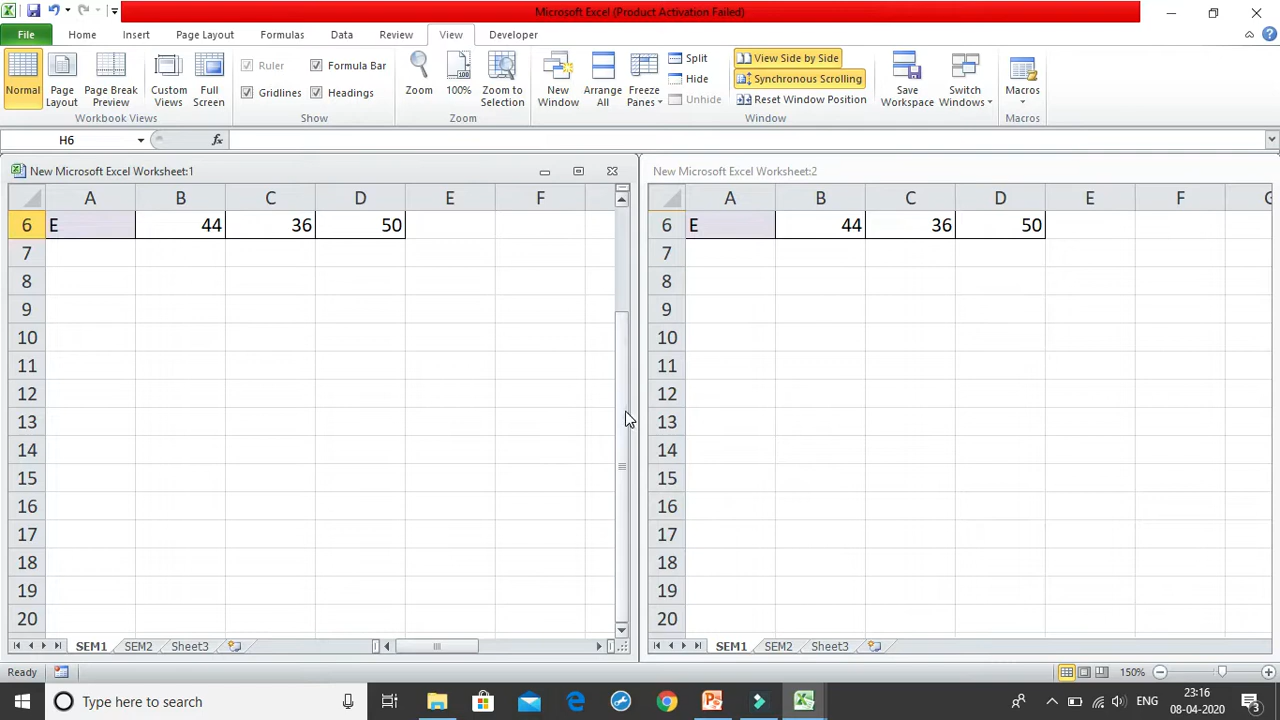 Microsoft Excel (Product Activation Failed)
File Home Insert Page Layout Formulas Data Review View Developer
Normal
Page Layout
Page Break Preview
Custom Views
Full Screen
Workbook Views
Ruler
Formula Bar
Gridlines
Headings
Show
Zoom
100
100%
Zoom to Selection
Zoom
New Window
Arrange All
Freeze Panes
Split
Hide
Unhide
View Side by Side
Synchronous Scrolling
Reset Window Position
Save Workspace
Switch Windows
Window
Macros
Macros
H6
fx
New Microsoft Excel Worksheet:1
A B C D E F
6 E 44 36 50
7
8
9
10
11
12
13
14
15
16
17
18
19
20
SEM1 SEM2 Sheet3
New Microsoft Excel Worksheet:2
A B C D E F G
6 E 44 36 50
7
8
9
10
11
12
13
14
15
16
17
18
19
20
SEM1 SEM2 Sheet3
Ready
150%
Type here to search
ENG
23:16
08-04-2020
3